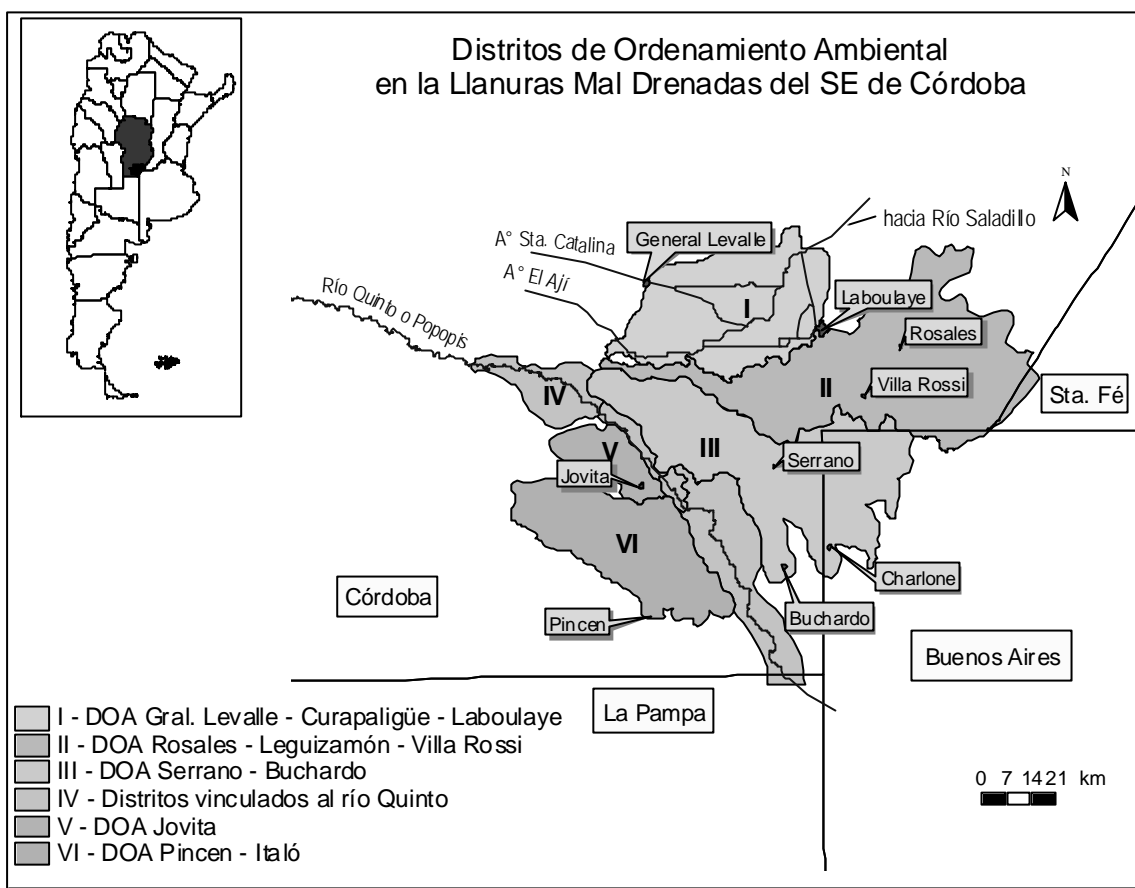 Distritos de Ordenamiento Ambiental
en la Llanuras Mal Drenadas del SE de Córdoba
N
hacia Río Saladillo
A° Sta. Catalina
General Levalle
A° El Ají
Río Quinto o Popopis
I
Laboulaye
Rosales
II
Villa Rossi
Sta. Fé
IV
III
V
Serrano
Jovita
VI
Charlone
Córdoba
Buchardo
Pincen
Buenos Aires
La Pampa
I - DOA Gral. Levalle - Curapaligüe - Laboulaye
II - DOA Rosales - Leguizamón - Villa Rossi
III - DOA Serrano - Buchardo
IV - Distritos vinculados al río Quinto
V - DOA Jovita
VI - DOA Pincen - Italó
0 7 14 21 km